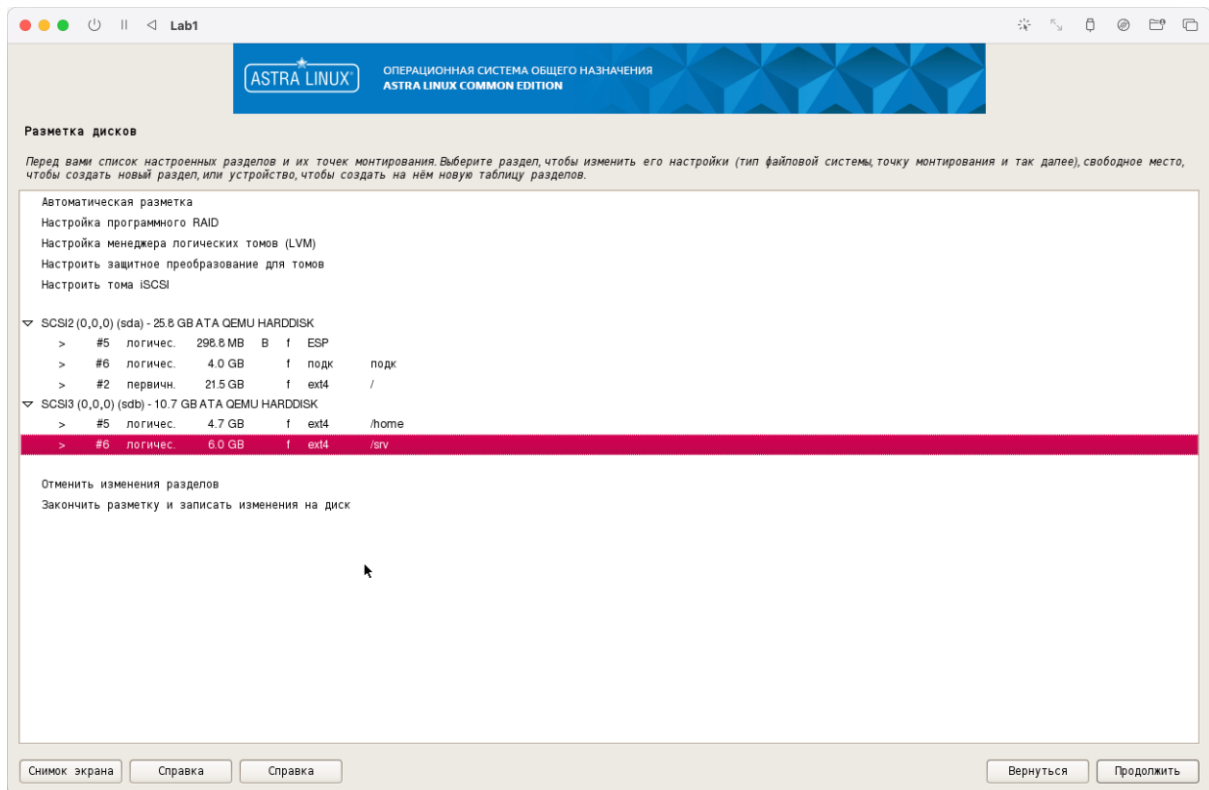 Lab1
ASTRA LINUX®
ОПЕРАЦИОННАЯ СИСТЕМА ОБЩЕГО НАЗНАЧЕНИЯ
ASTRA LINUX COMMON EDITION
Разметка дисков
Перед вами список настроенных разделов и их точек монтирования. Выберите раздел, чтобы изменить его настройки (тип файловой системы, точку монтирования и так далее), свободное место,
чтобы создать новый раздел, или устройство, чтобы создать на нём новую таблицу разделов.
Автоматическая разметка
Настройка программного RAID
Настройка менеджера логических томов (LVM)
Настроить защитное преобразование для томов
Настроить тома iSCSI
SCSI2 (0,0,0) (sda) - 25.8 GB ATA QEMU HARDDISK
> #5 логичес. 298.8 MB B f ESP
> #6 логичес. 4.0 GB f подк подк
> #2 первичн. 21.5 GB f ext4 /
SCSI3 (0,0,0) (sdb) - 10.7 GB ATA QEMU HARDDISK
> #5 логичес. 4.7 GB f ext4 /home
> #6 логичес. 6.0 GB f ext4 /srv
Отменить изменения разделов
Закончить разметку и записать изменения на диск
Снимок экрана Справка Справка Вернуться Продолжить